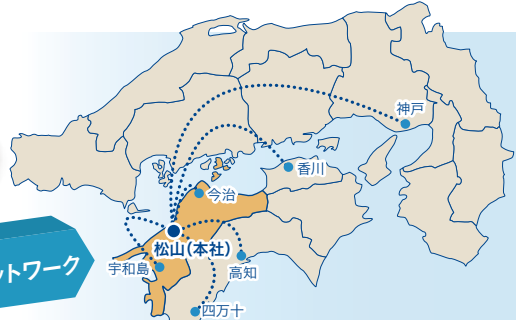 神戸
香川
今治
松山（本社）
宇和島
高知
四万十
ットワーク